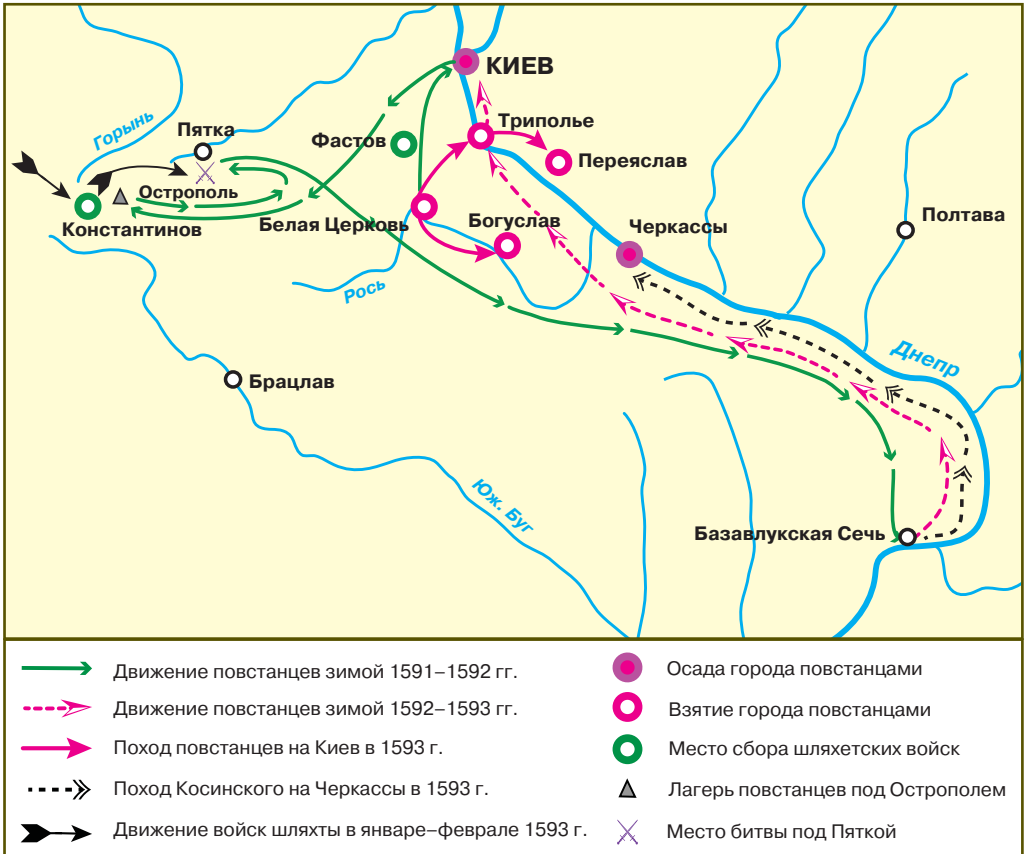 КИЕВ
Горынь
Пятка
Фастов
Триполье
Переяслав
Острополь
Константинов
Белая Церковь
Богуслав
Черкассы
Полтава
Рось
Днепр
Брацлав
Юж. Буг
Базавлукская Сечь
Движение повстанцев зимой 1591–1592 гг.
Движение повстанцев зимой 1592–1593 гг.
Поход повстанцев на Киев в 1593 г.
Поход Косинского на Черкассы в 1593 г.
Движение войск шляхты в январе–феврале 1593 г.
Осада города повстанцами
Взятие города повстанцами
Место сбора шляхетских войск
Лагерь повстанцев под Острополем
Место битвы под Пяткой